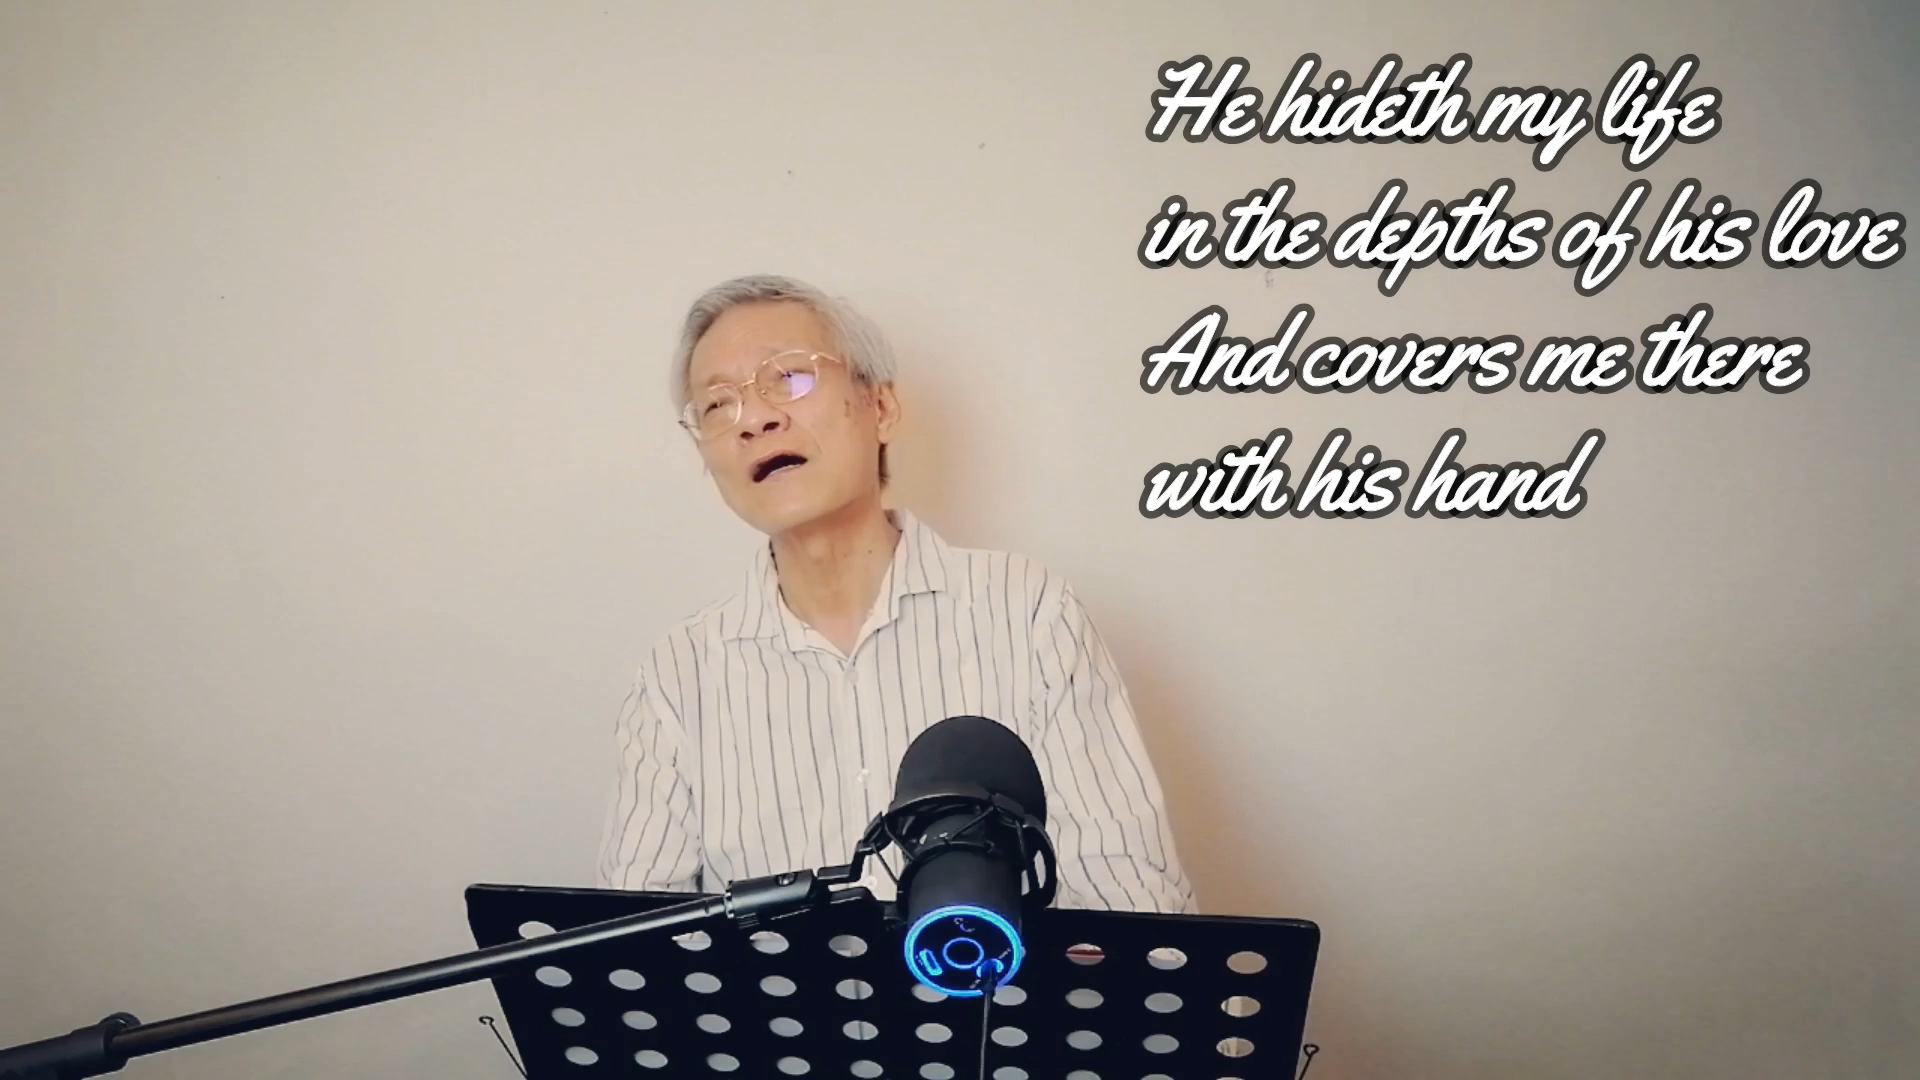 He hideth my life
in the depths of his love
And covers me there
with his hand